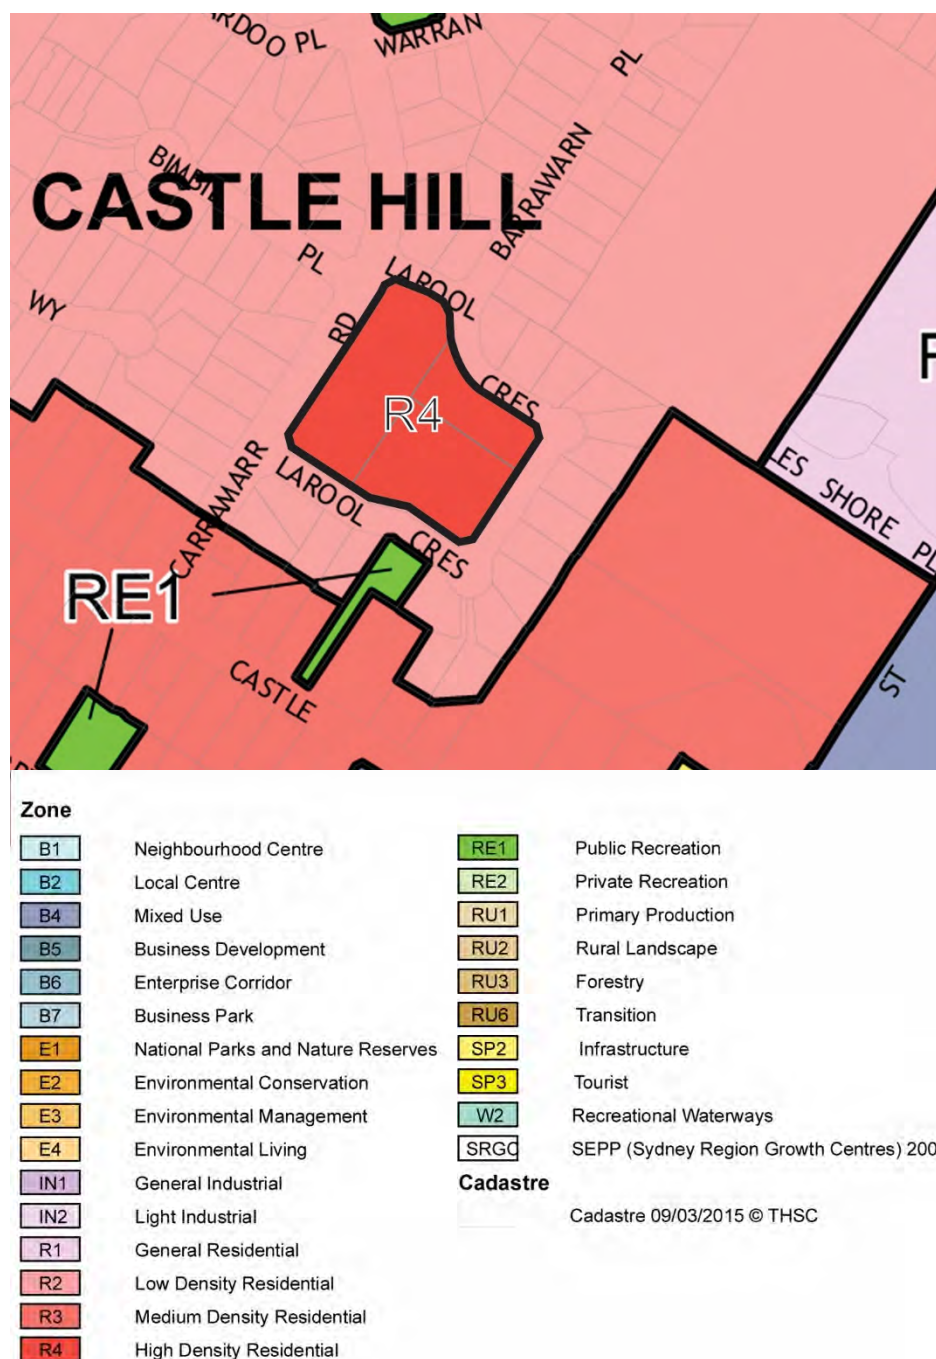 WARRAN
PL
PL
BARRAWARN
BIMBIL
CASTLE HILL
PL
LAROOL
WY
RD
CRES
R4
CARRAMARR
LAROOL
ES SHORE PL
CRES
RE1
CASTLE
ST
Zone
B1 Neighbourhood Centre
B2 Local Centre
B4 Mixed Use
B5 Business Development
B6 Enterprise Corridor
B7 Business Park
E1 National Parks and Nature Reserves
E2 Environmental Conservation
E3 Environmental Management
E4 Environmental Living
IN1 General Industrial
IN2 Light Industrial
R1 General Residential
R2 Low Density Residential
R3 Medium Density Residential
R4 High Density Residential
RE1 Public Recreation
RE2 Private Recreation
RU1 Primary Production
RU2 Rural Landscape
RU3 Forestry
RU6 Transition
SP2 Infrastructure
SP3 Tourist
W2 Recreational Waterways
SRGC SEPP (Sydney Region Growth Centres) 200
Cadastre
Cadastre 09/03/2015 © THSC